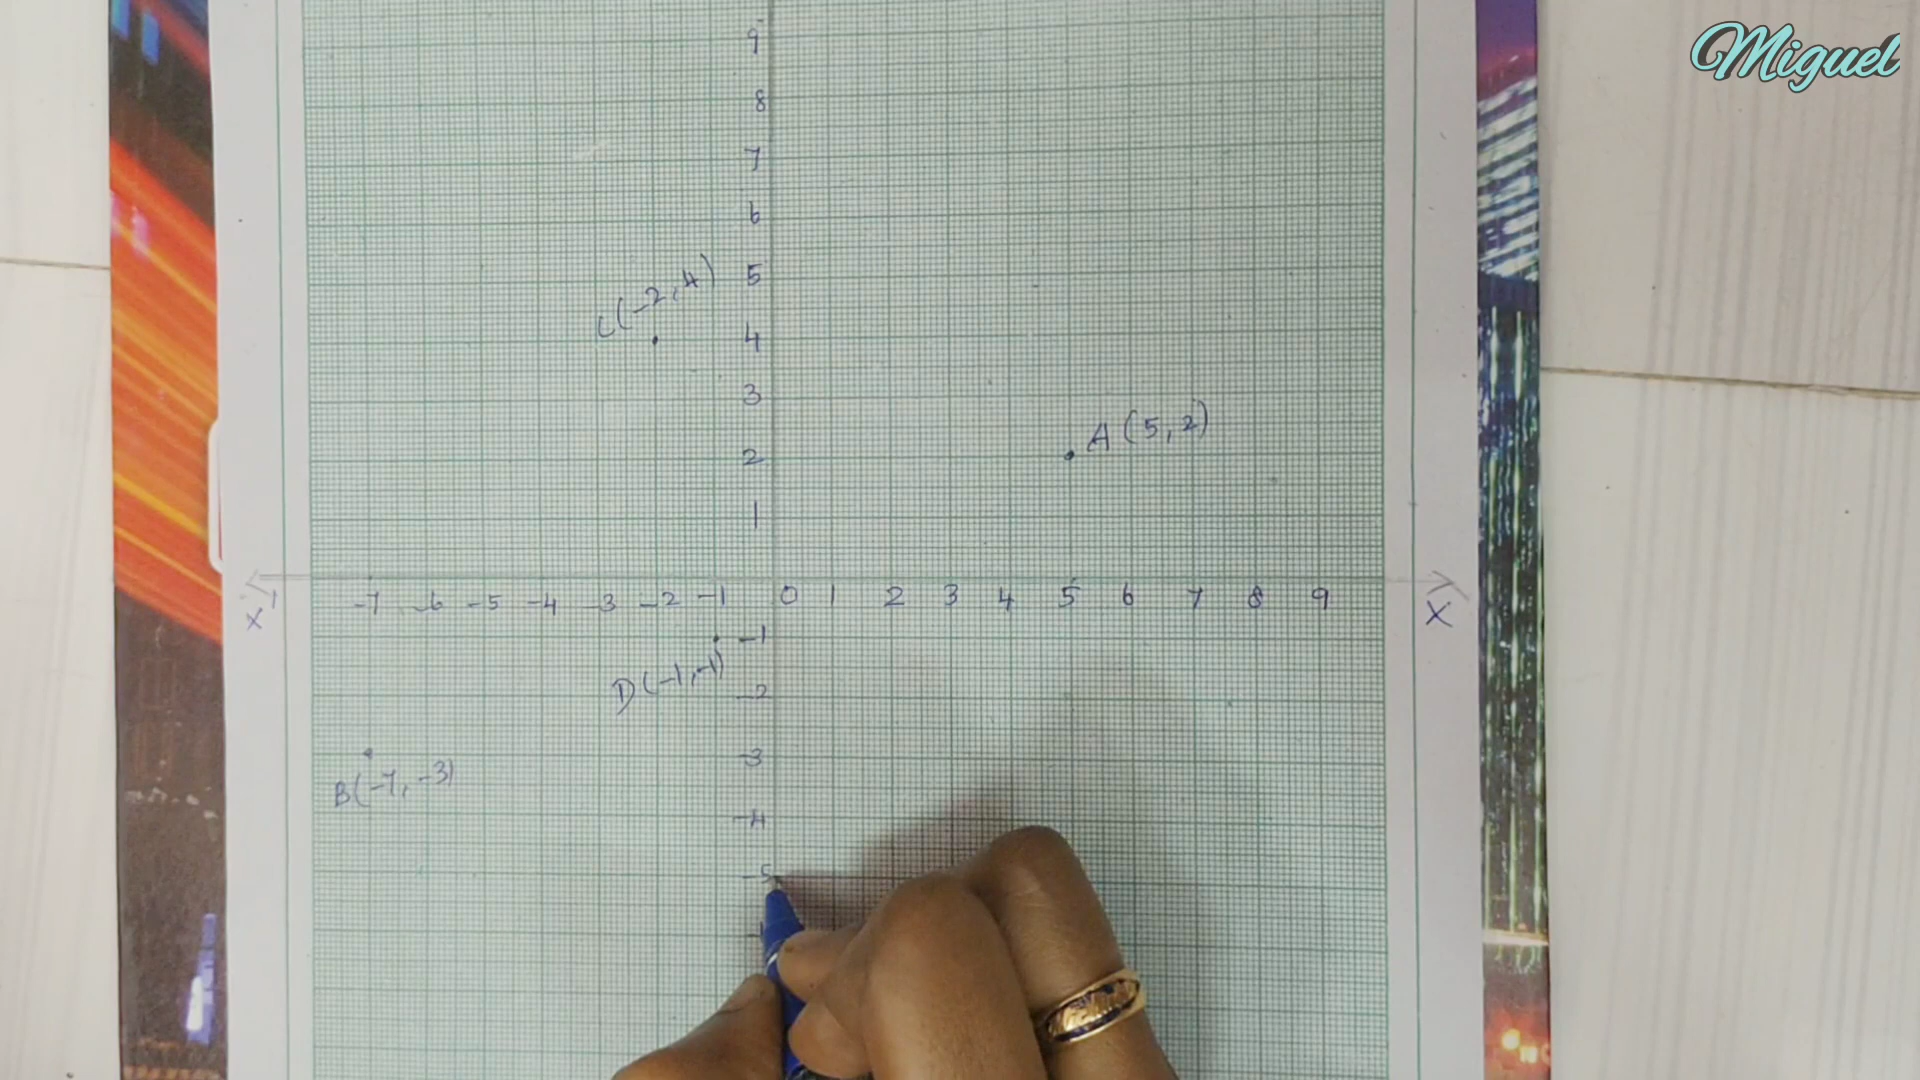 Miguel
9
8
7
6
5
C(-2,4)
4
3
A(5,2)
2
1
-7 -6 -5 -4 -3 -2 -1 0 1 2 3 4 5 6 7 8 9
X' X
-1
D(-1,-1)
-2
-3
B(-7,-3)
-4
-5